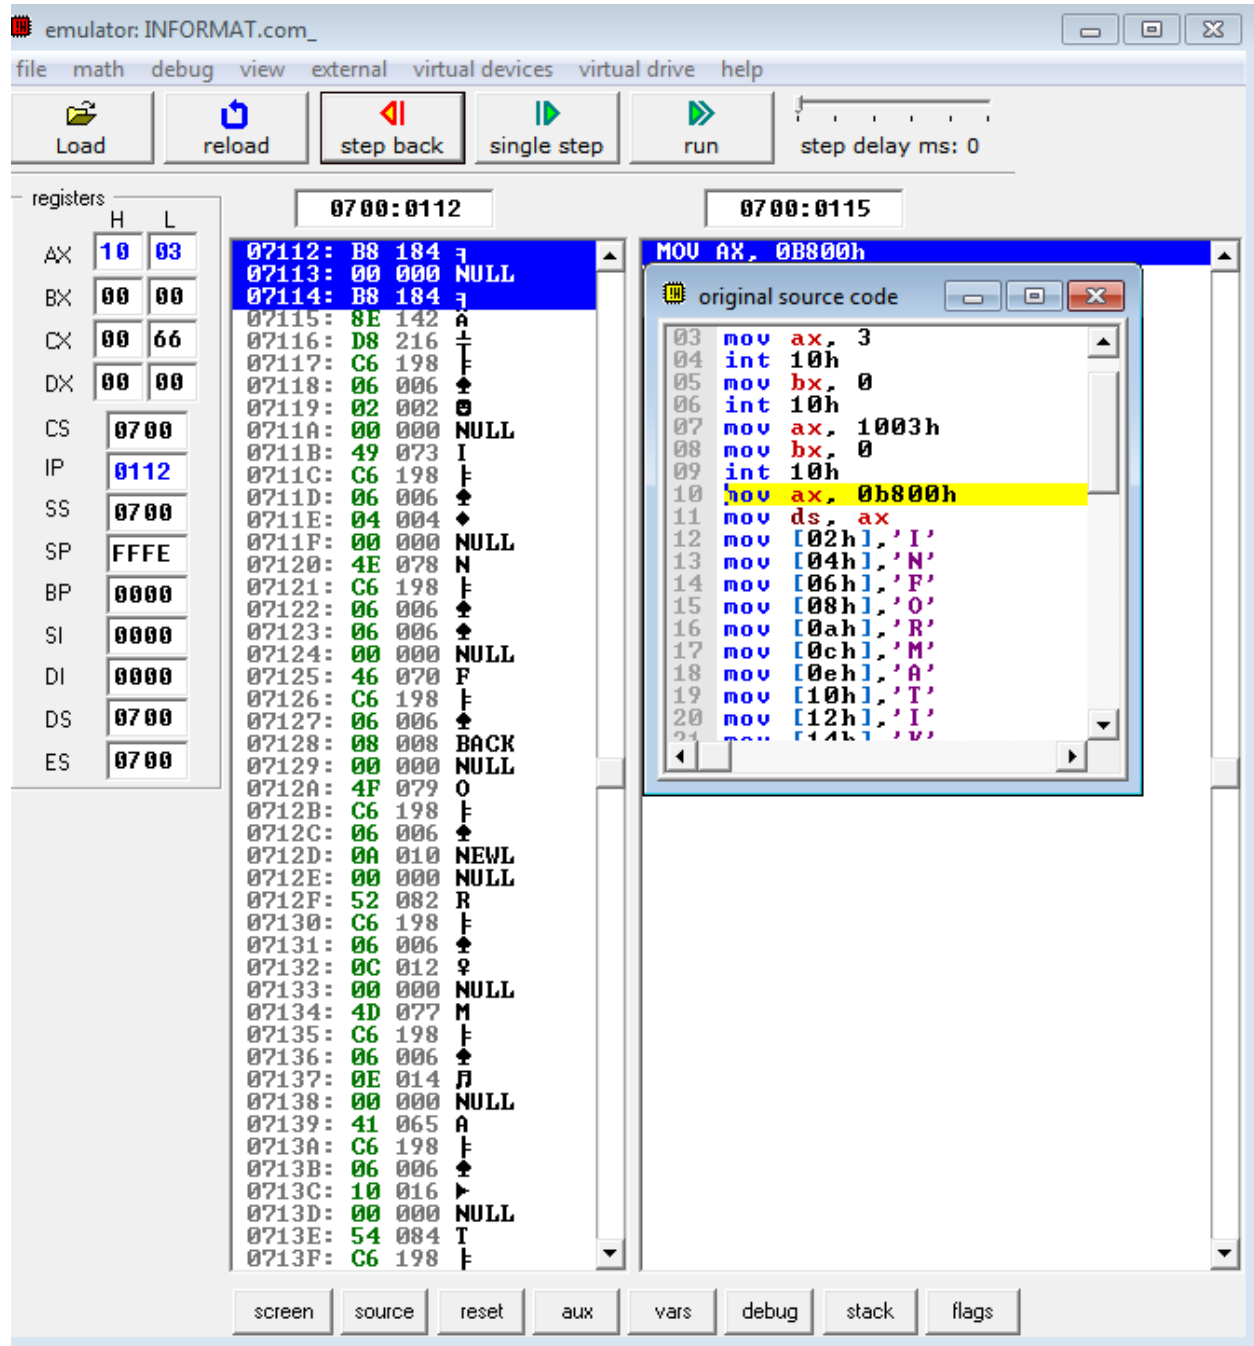 emulator: INFORMAT.com_
file math debug view external virtual devices virtual drive help
Load reload step back single step run step delay ms: 0
registers
H L
0700:0112 0700:0115
AX 10 03
BX 00 00
CX 00 66
DX 00 00
CS 0700
IP 0112
SS 0700
SP FFFE
BP 0000
SI 0000
DI 0000
DS 0700
ES 0700
07112: B8 184 ╕
07113: 00 000 NULL
07114: B8 184 ╕
07115: 8E 142 Ä
07116: D8 216 ╪
07117: C6 198 ╞
07118: 06 006 ♠
07119: 02 002 ☻
0711A: 00 000 NULL
0711B: 49 073 I
0711C: C6 198 ╞
0711D: 06 006 ♠
0711E: 04 004 ♦
0711F: 00 000 NULL
07120: 4E 078 N
07121: C6 198 ╞
07122: 06 006 ♠
07123: 06 006 ♠
07124: 00 000 NULL
07125: 46 070 F
07126: C6 198 ╞
07127: 06 006 ♠
07128: 08 008 BACK
07129: 00 000 NULL
0712A: 4F 079 O
0712B: C6 198 ╞
0712C: 06 006 ♠
0712D: 0A 010 NEWL
0712E: 00 000 NULL
0712F: 52 082 R
07130: C6 198 ╞
07131: 06 006 ♠
07132: 0C 012 ♀
07133: 00 000 NULL
07134: 4D 077 M
07135: C6 198 ╞
07136: 06 006 ♠
07137: 0E 014 ♫
07138: 00 000 NULL
07139: 41 065 A
0713A: C6 198 ╞
0713B: 06 006 ♠
0713C: 10 016 ►
0713D: 00 000 NULL
0713E: 54 084 T
0713F: C6 198 ╞
MOV AX, 0B800h
original source code
03 mov ax, 3
04 int 10h
05 mov bx, 0
06 int 10h
07 mov ax, 1003h
08 mov bx, 0
09 int 10h
10 mov ax, 0b800h
11 mov ds, ax
12 mov [02h],'I'
13 mov [04h],'N'
14 mov [06h],'F'
15 mov [08h],'O'
16 mov [0ah],'R'
17 mov [0ch],'M'
18 mov [0eh],'A'
19 mov [10h],'T'
20 mov [12h],'I'
21 mov [14h],'K'
screen source reset aux vars debug stack flags